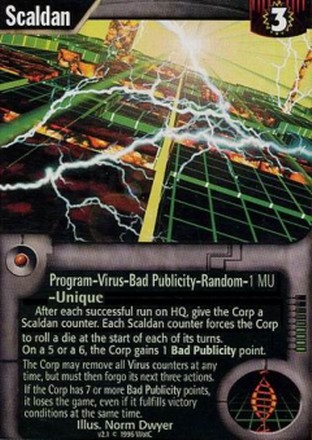 Scaldan
3
Program-Virus-Bad Publicity-Random-1 MU
-Unique
After each successful run on HQ, give the Corp a
Scaldan counter. Each Scaldan counter forces the Corp
to roll a die at the start of each of its turns.
On a 5 or a 6, the Corp gains 1 Bad Publicity point.
The Corp may remove all Virus counters at any
time, but must then forgo its next three actions.
If the Corp has 7 or more Bad Publicity points,
it loses the game, even if it fulfills victory
conditions at the same time.
Illus. Norm Dwyer
v2.1 © 1996 WotC